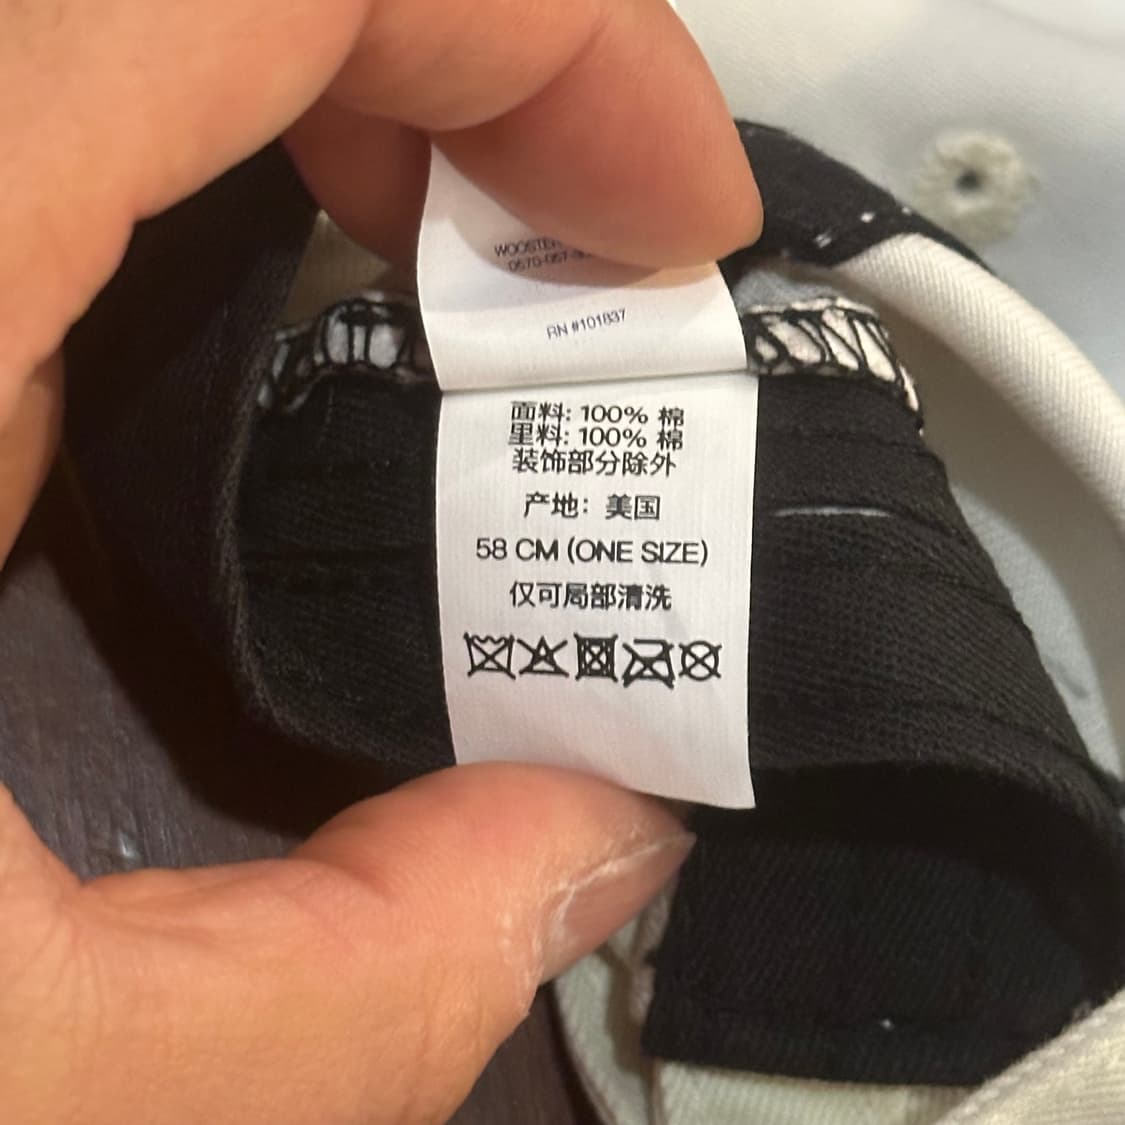 RN #101837
面料: 100% 棉
里料: 100% 棉
装饰部分除外
产地: 美国
58 CM (ONE SIZE)
仅可局部清洗